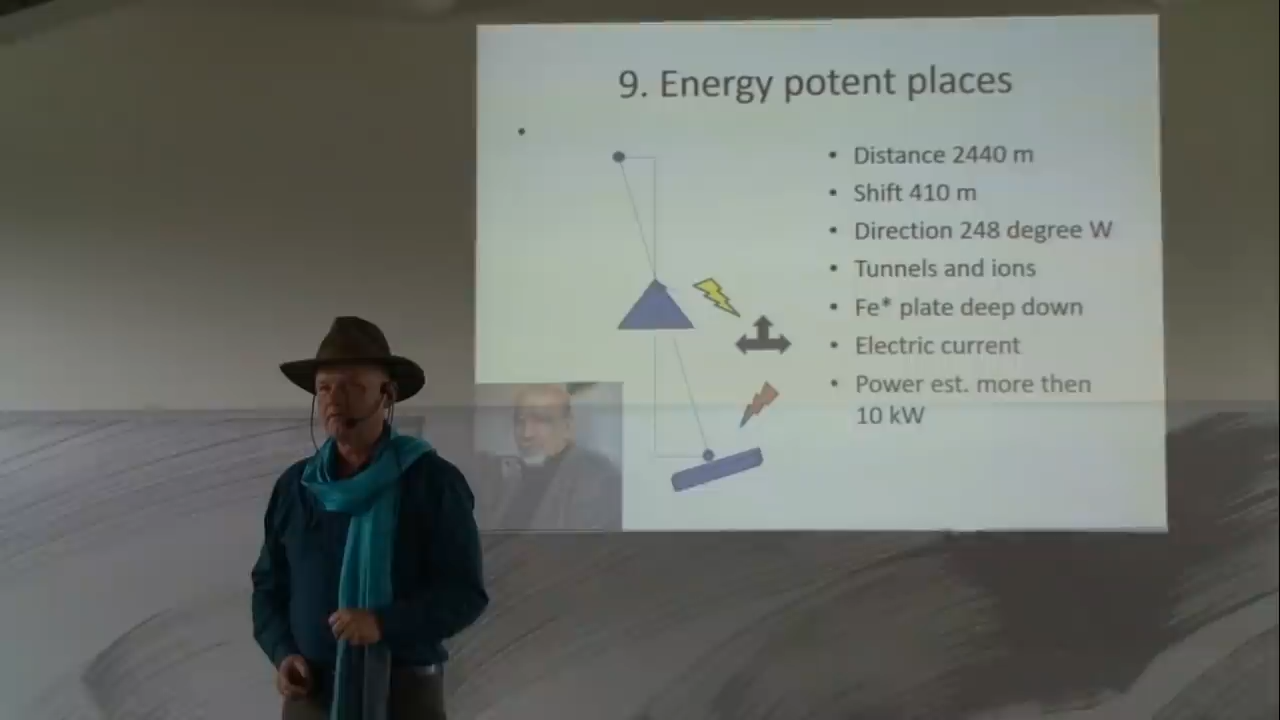 9. Energy potent places
• Distance 2440 m
• Shift 410 m
• Direction 248 degree W
• Tunnels and ions
• Fe* plate deep down
• Electric current
• Power est. more then
10 kW